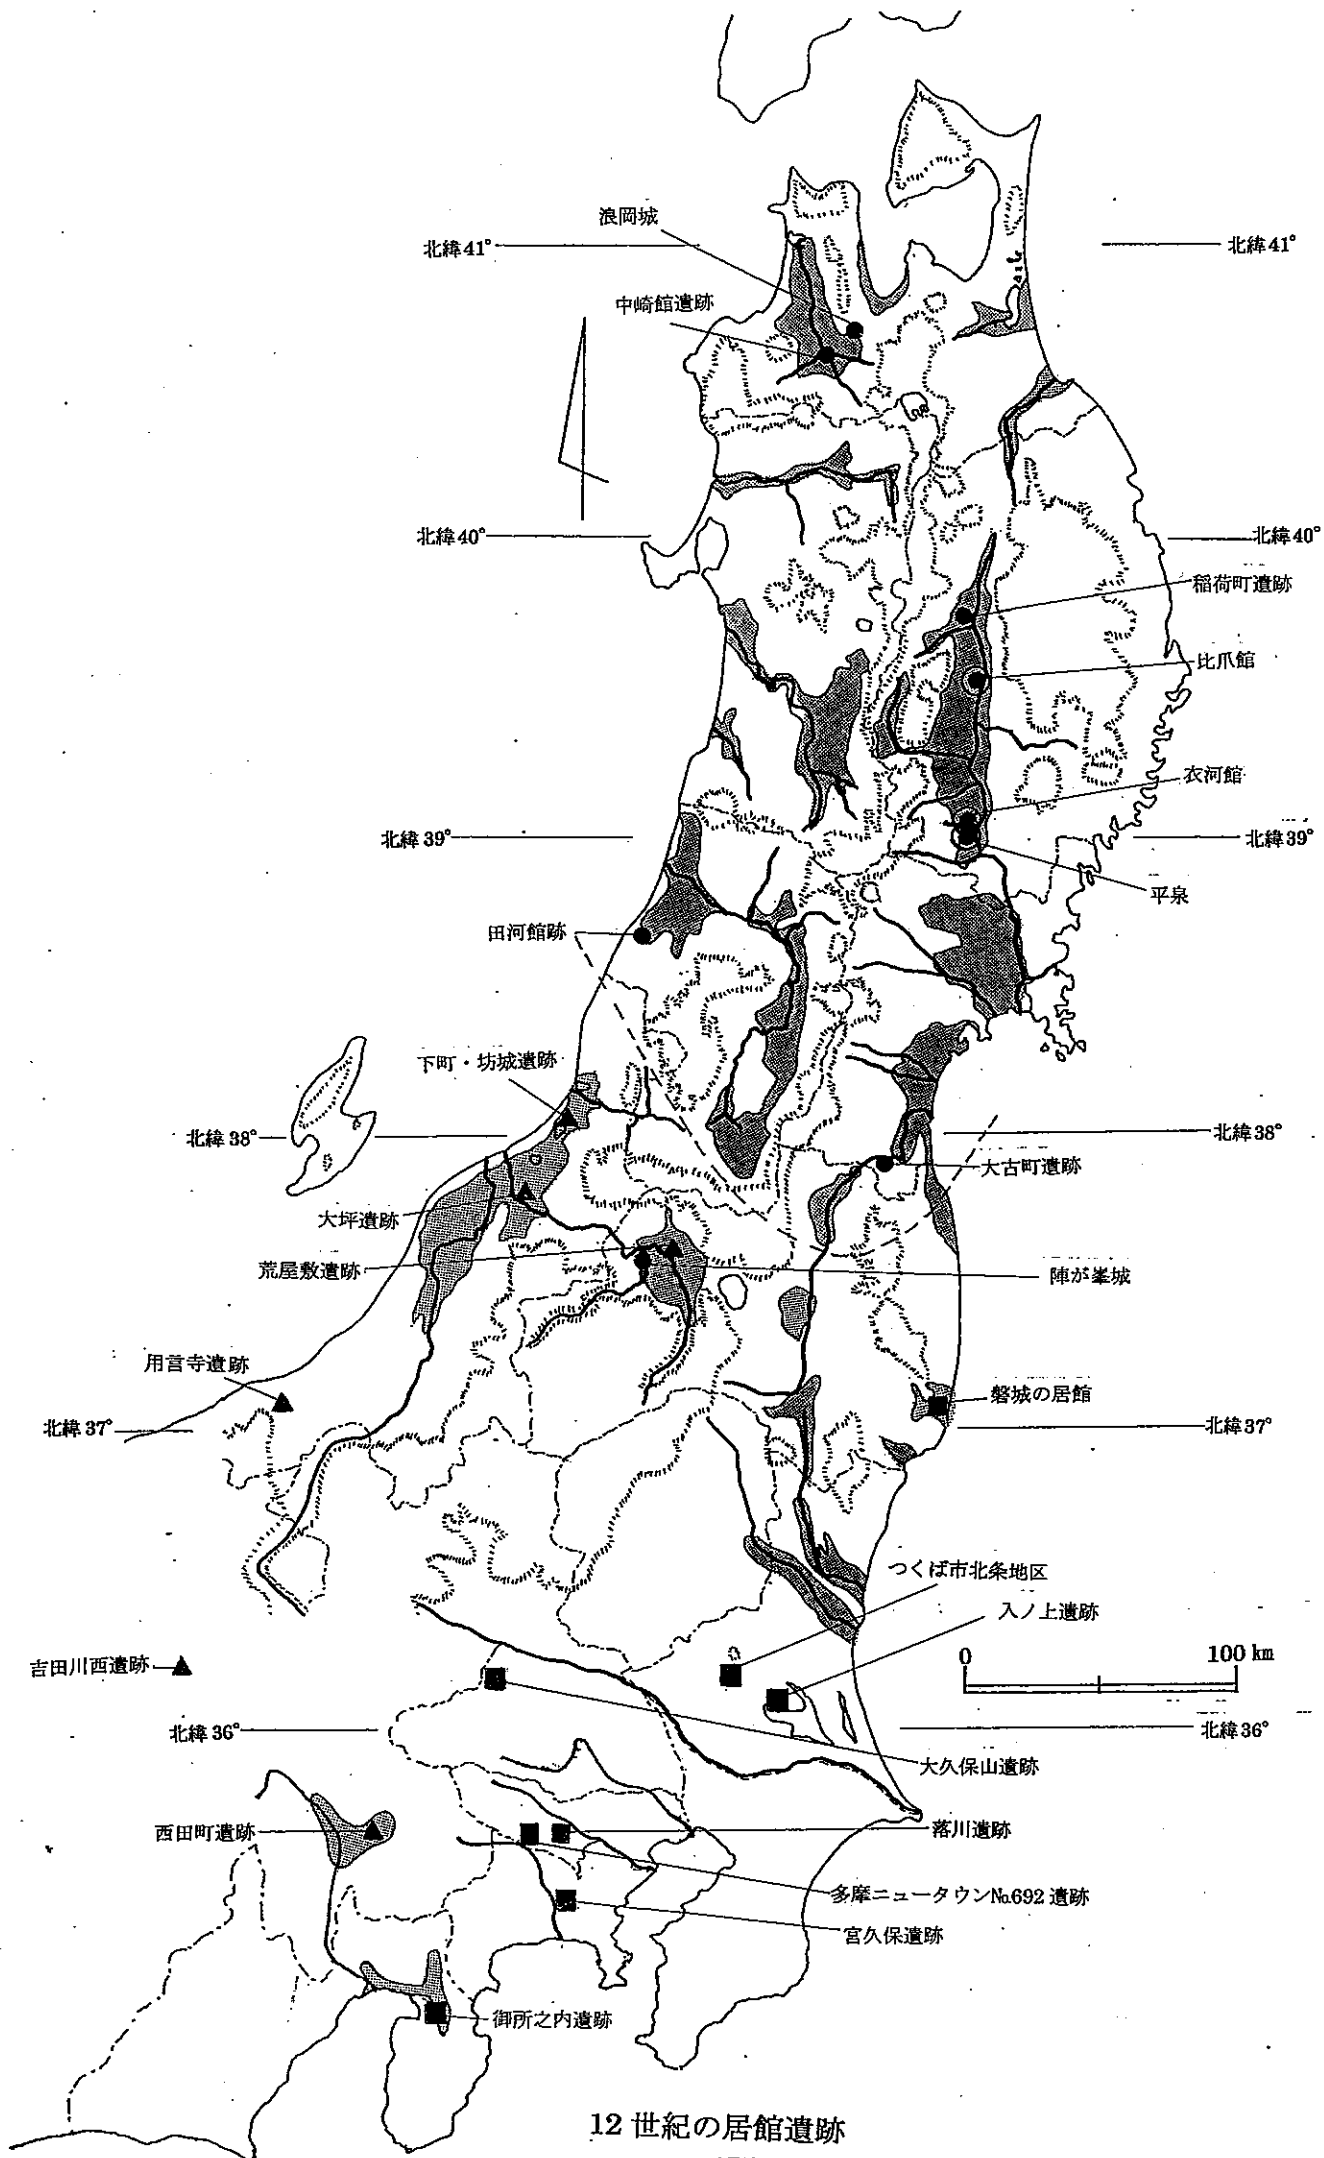 浪岡城
北緯41°
北緯41°
中崎館遺跡
北緯40°
北緯40°
稲荷町遺跡
比爪館
衣河館
北緯39°
北緯39°
平泉
田河館跡
下町・坊城遺跡
北緯38°
北緯38°
大古町遺跡
大坪遺跡
荒屋敷遺跡
陣が峯城
用言寺遺跡
磐城の居館
北緯37°
北緯37°
つくば市北条地区
入ノ上遺跡
0 100 km
吉田川西遺跡
北緯36°
北緯36°
大久保山遺跡
西田町遺跡
落川遺跡
多摩ニュータウン№692遺跡
宮久保遺跡
御所之内遺跡
12世紀の居館遺跡